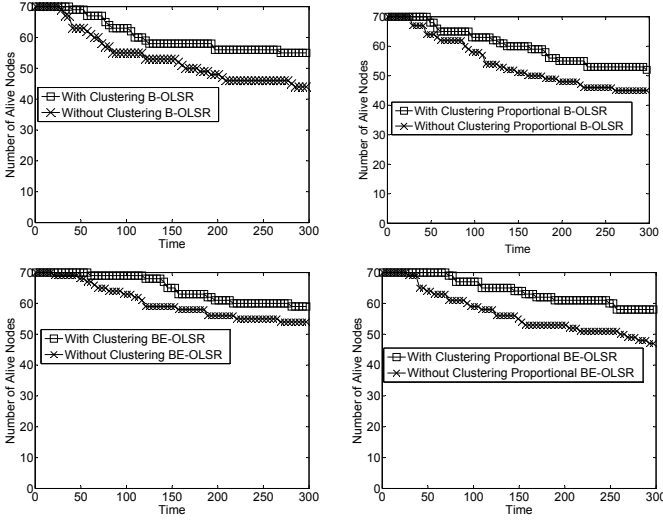 70
60
50
40
30
20
10
0
Number of Alive Nodes
With Clustering B-OLSR
Without Clustering B-OLSR
0 50 100 150 200 250 300
Time
70
60
50
40
30
20
10
0
Number of Alive Nodes
With Clustering Proportional B-OLSR
Without Clustering Proportional B-OLSR
0 50 100 150 200 250 300
Time
70
60
50
40
30
20
10
0
Number of Alive Nodes
With Clustering BE-OLSR
Without Clustering BE-OLSR
0 50 100 150 200 250 300
Time
70
60
50
40
30
20
10
0
Number of Alive Nodes
With Clustering Proportional BE-OLSR
Without Clustering Proportional BE-OLSR
0 50 100 150 200 250 300
Time